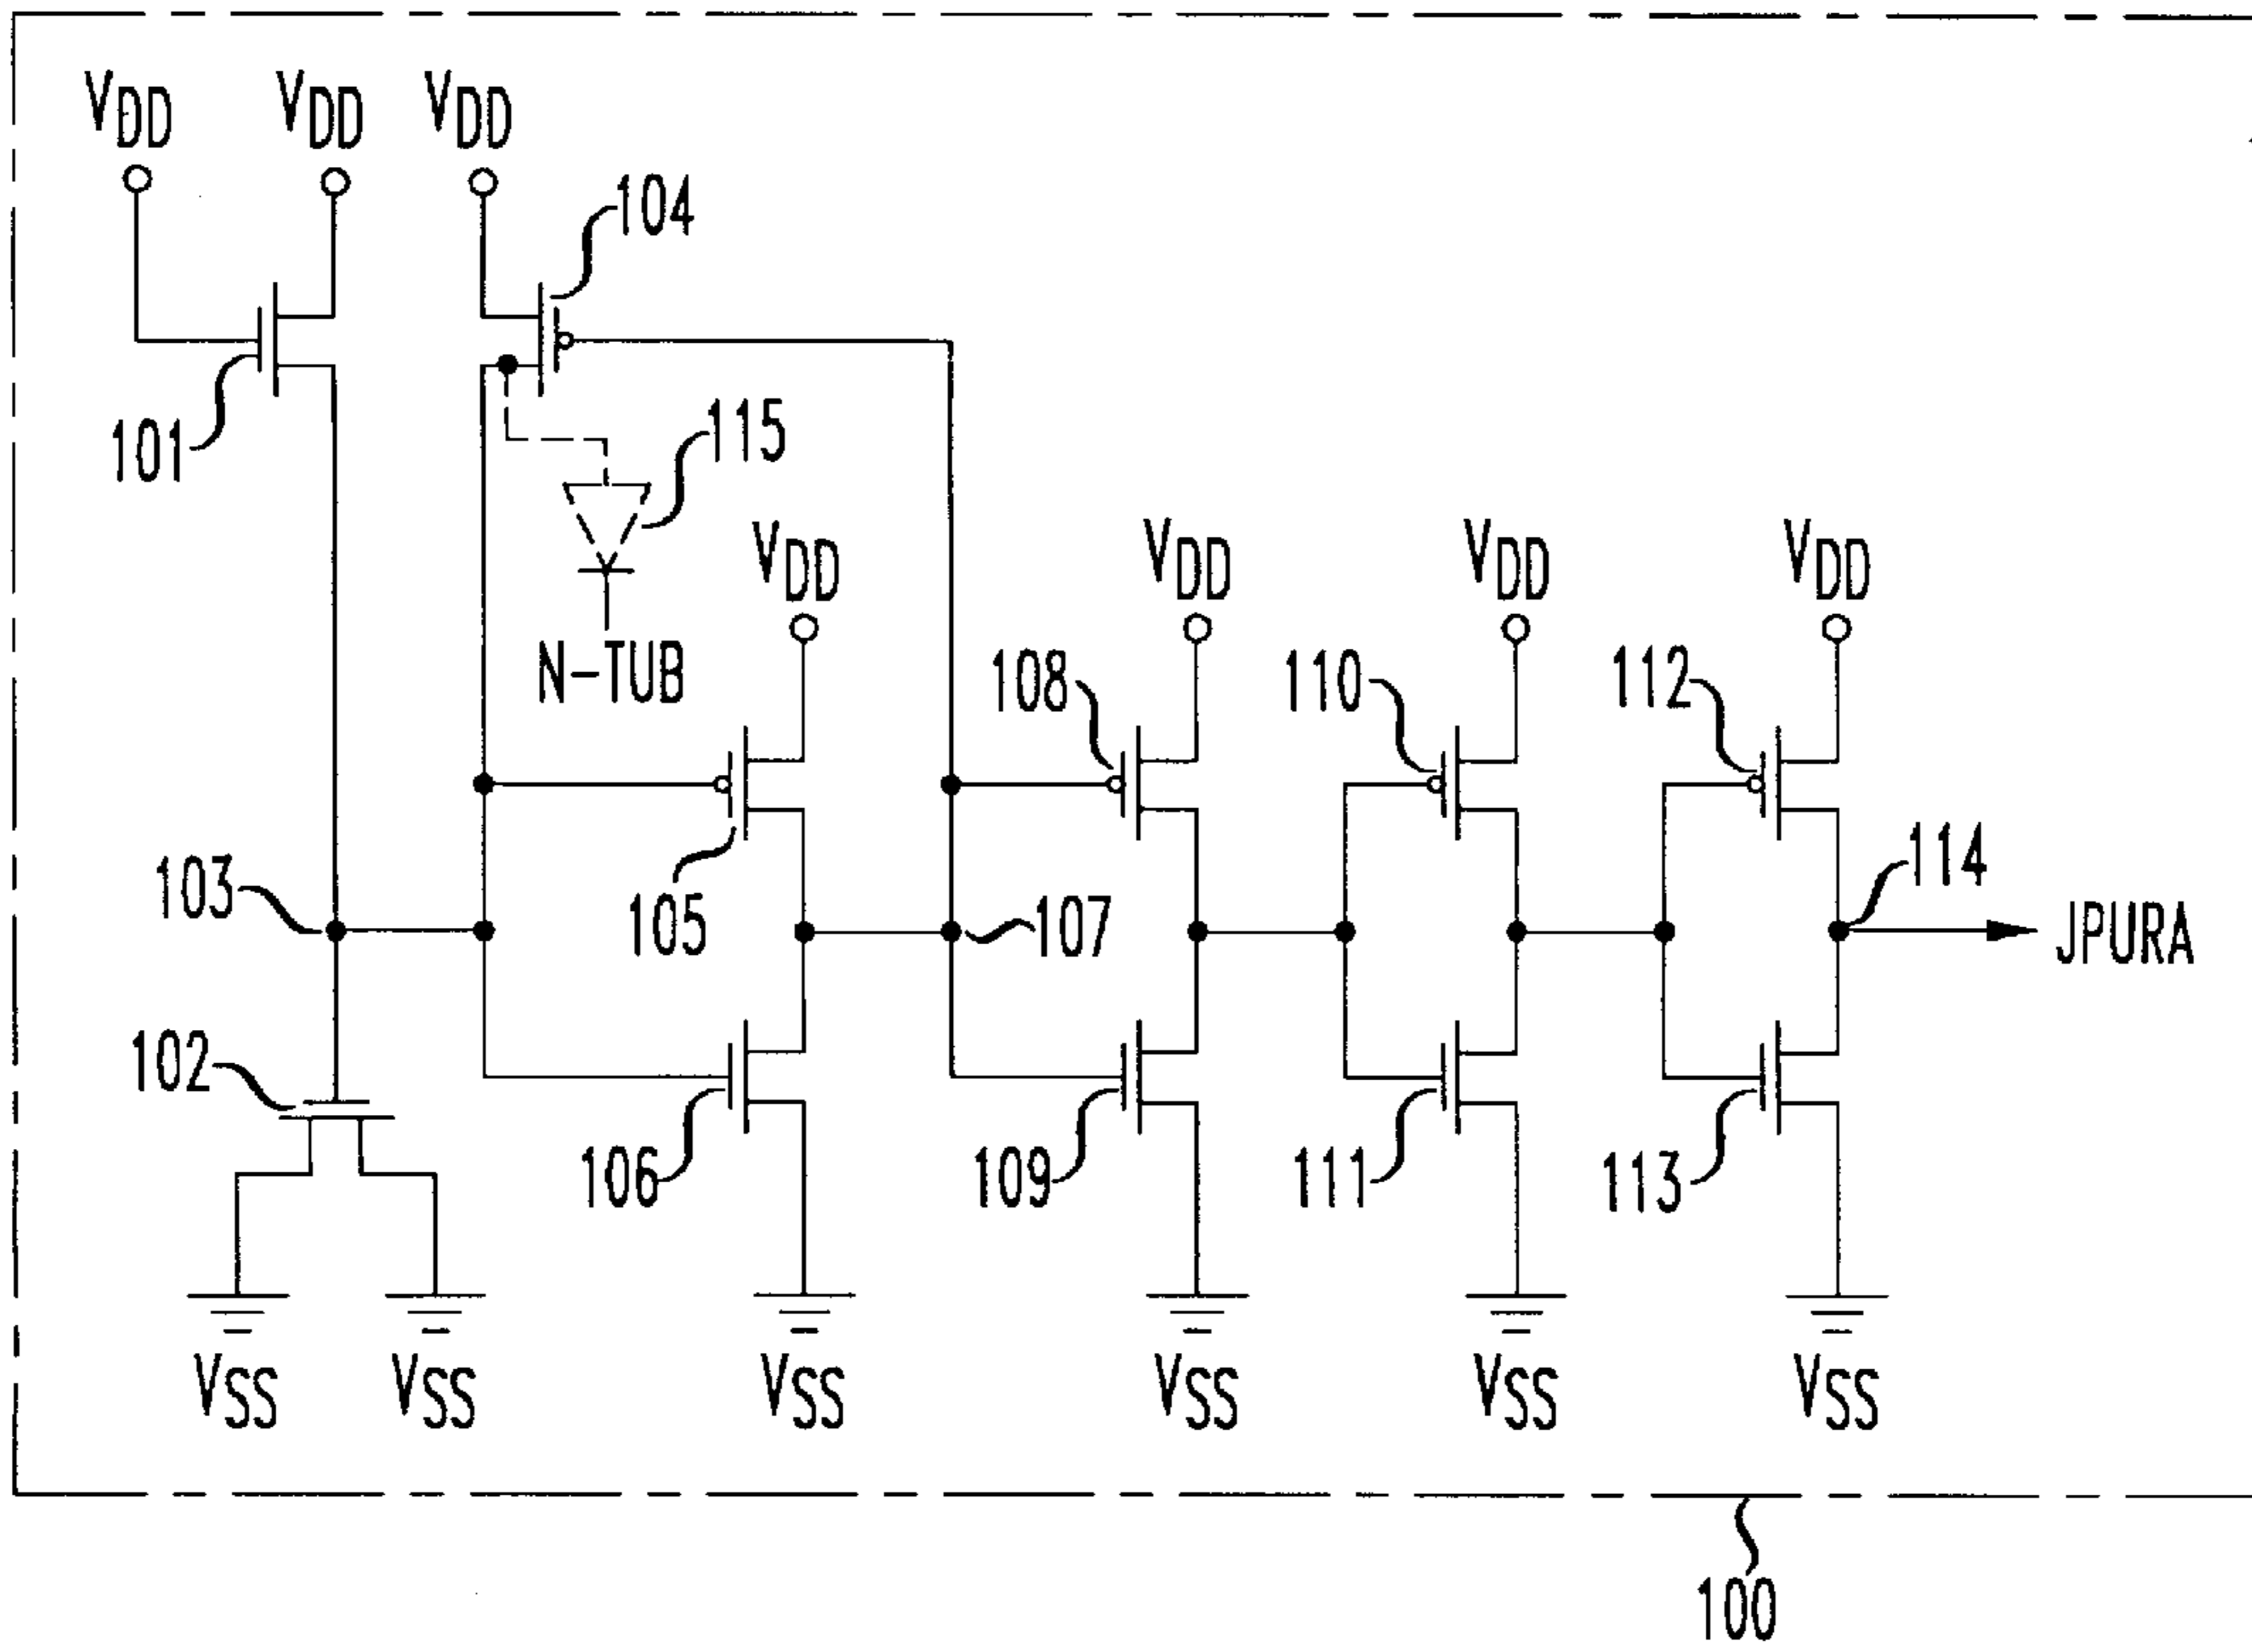 VDD VDD VDD
104
101
115
VDD VDD VDD VDD
N-TUB
108 110 112
103 105 107 114
JPURA
102
106 109 111 113
VSS VSS VSS VSS VSS VSS
100